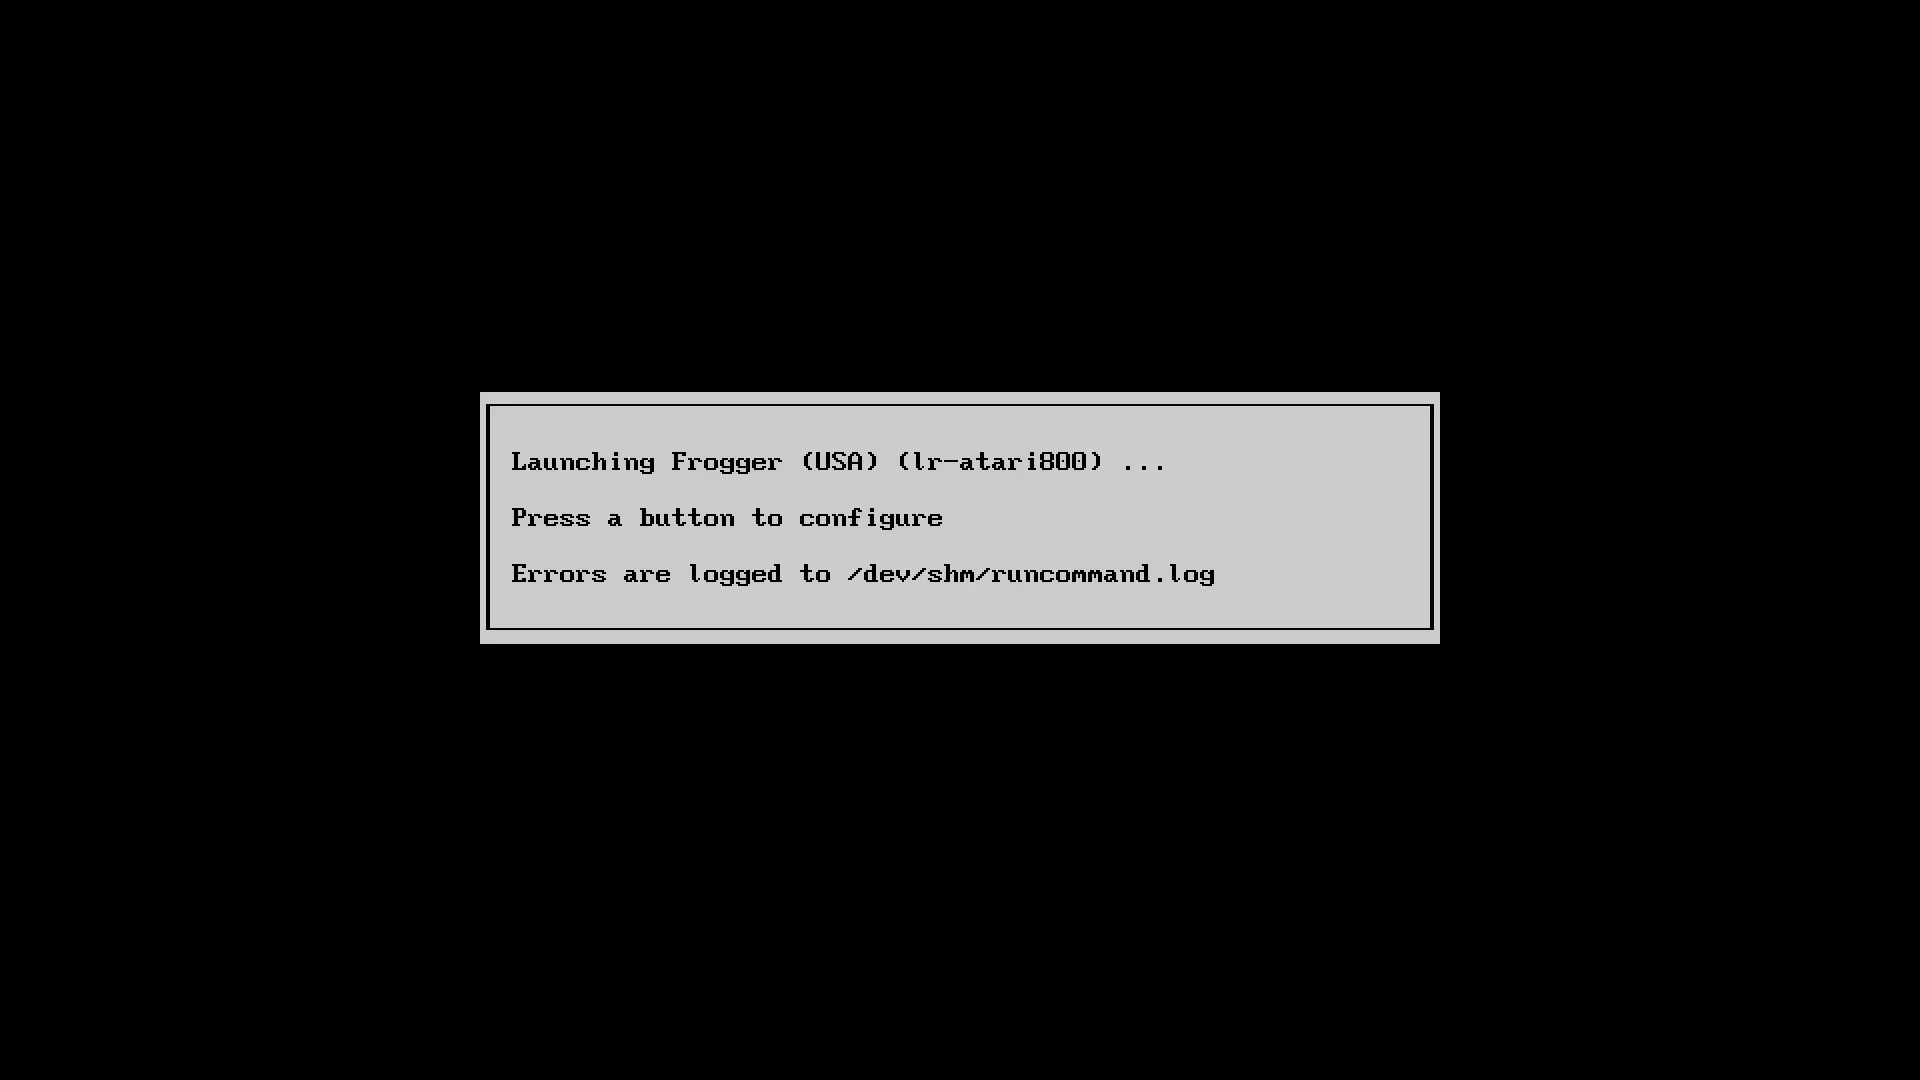 Launching Frogger (USA) (lr-atari800) ...
Press a button to configure
Errors are logged to /dev/shm/runcommand.log